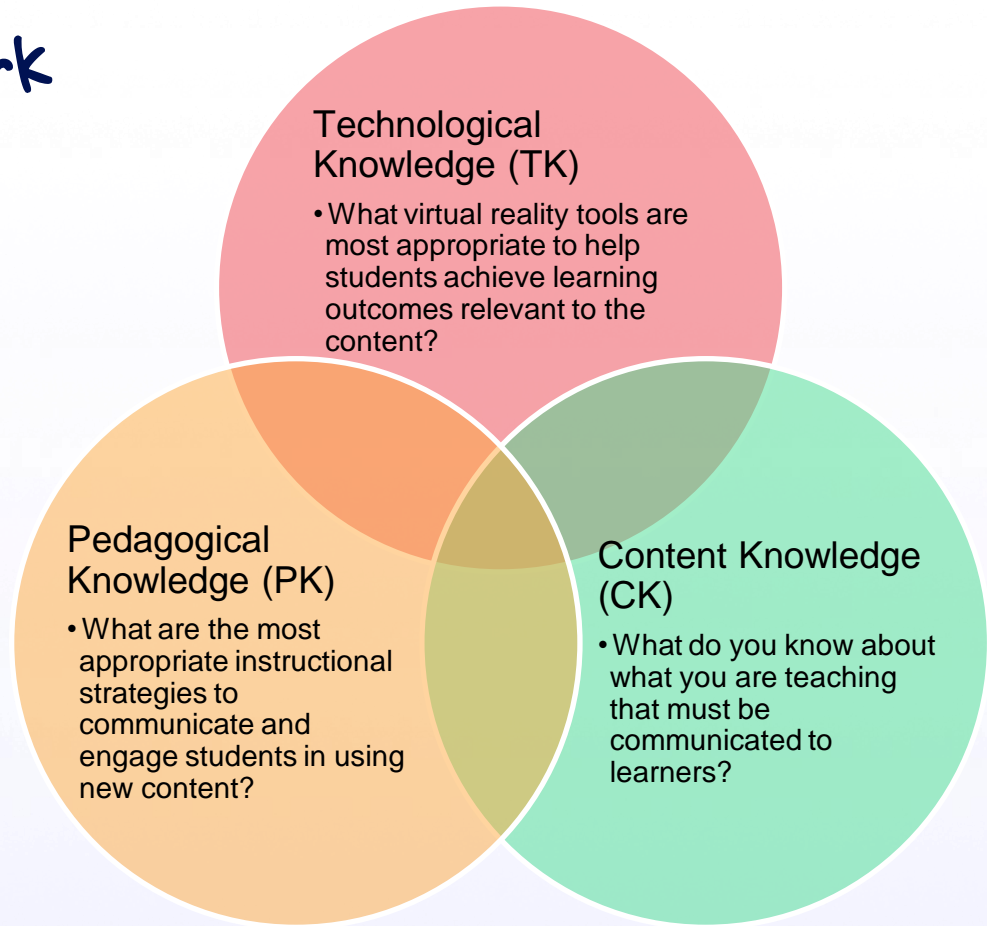 rk
Technological
Knowledge (TK)
• What virtual reality tools are
most appropriate to help
students achieve learning
outcomes relevant to the
content?
Pedagogical
Knowledge (PK)
• What are the most
appropriate instructional
strategies to
communicate and
engage students in using
new content?
Content Knowledge
(CK)
• What do you know about
what you are teaching
that must be
communicated to
learners?